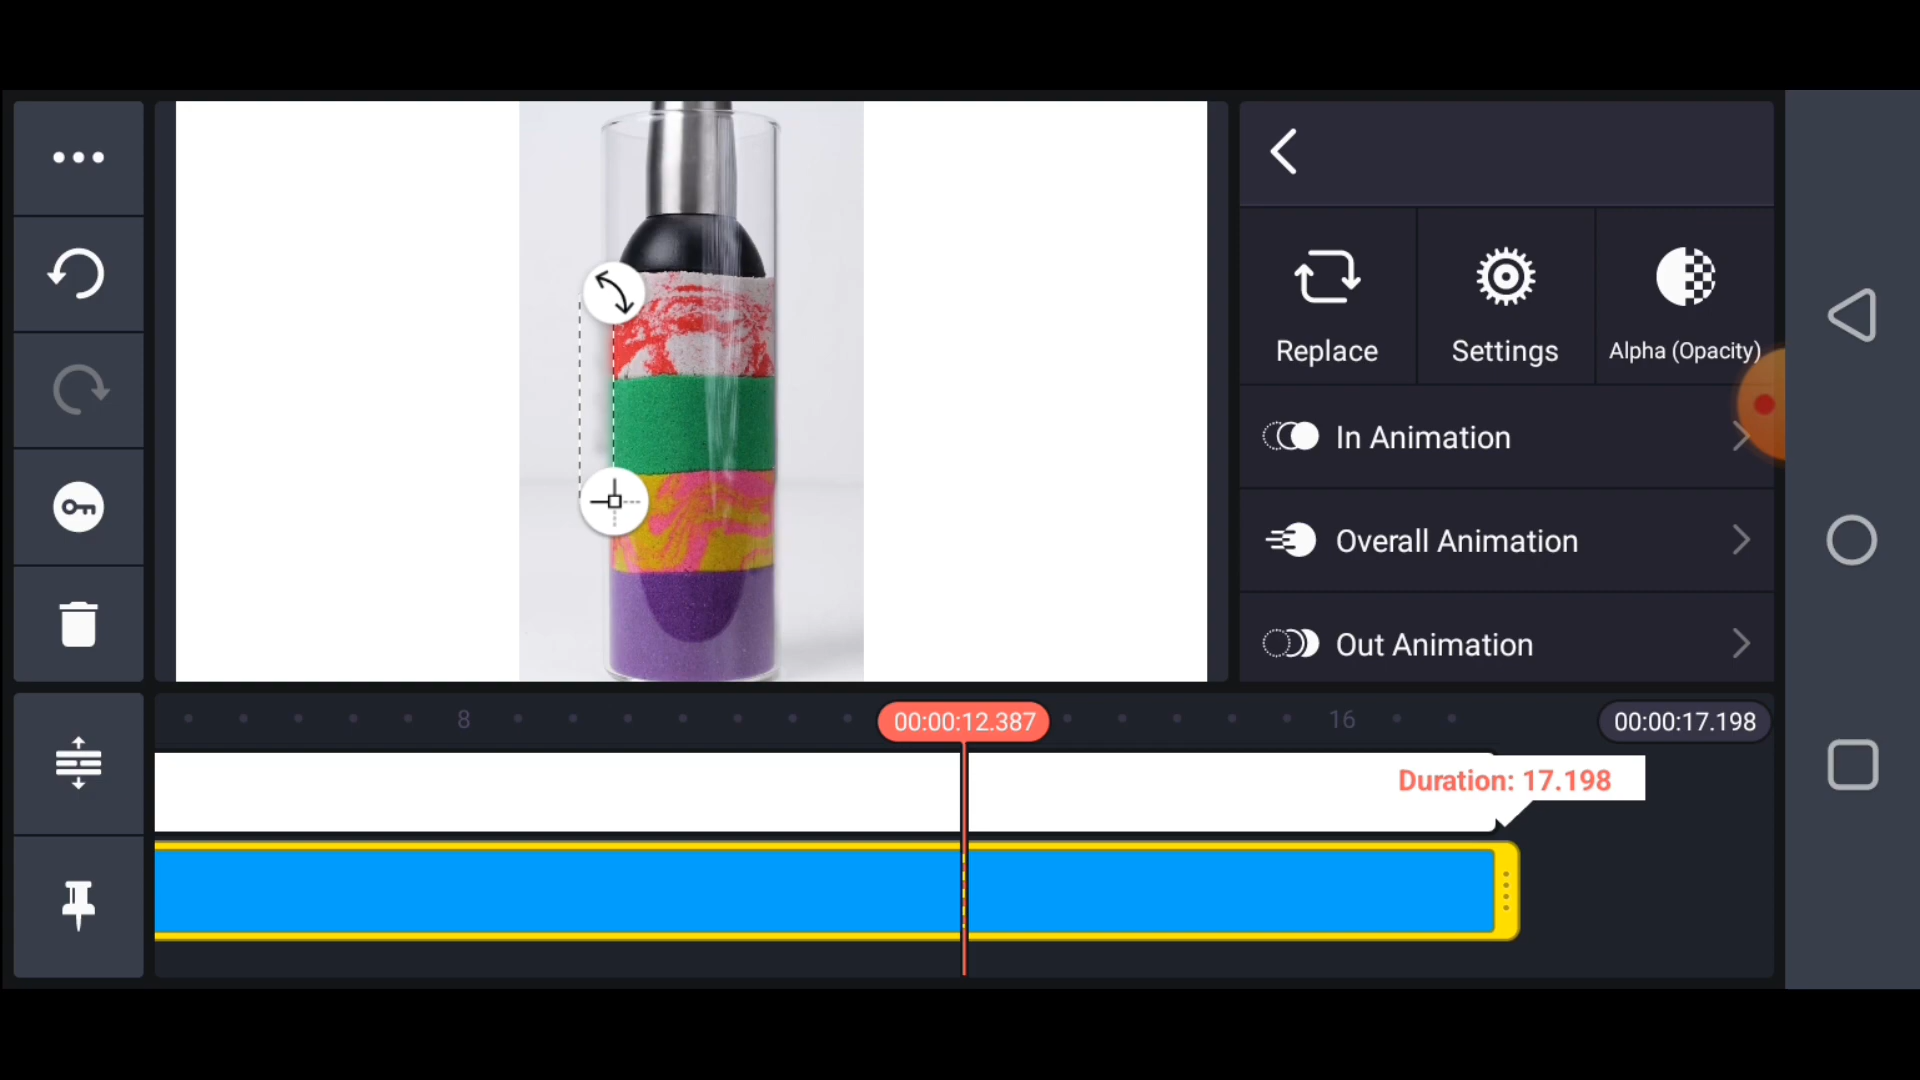 Replace
Settings
Alpha (Opacity)
In Animation
Overall Animation
Out Animation
8
00:00:12.387
16
00:00:17.198
Duration: 17.198